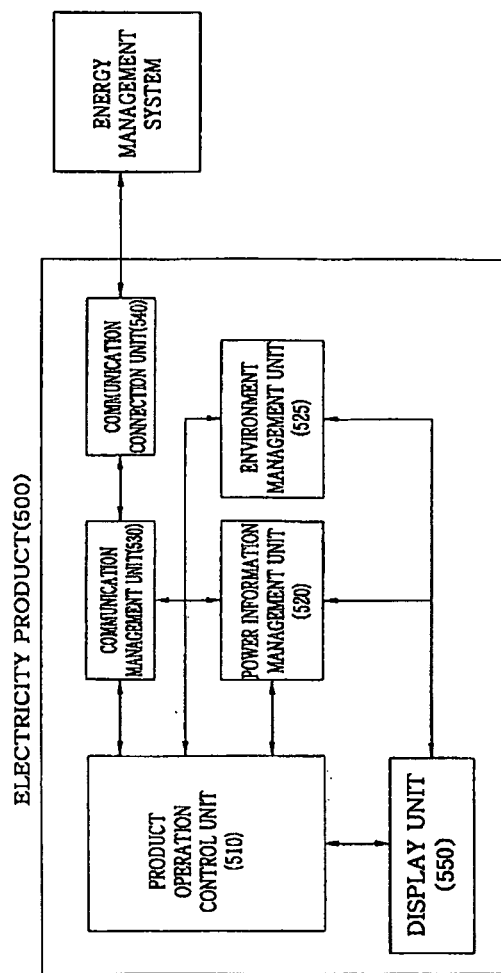 ELECTRICITY PRODUCT(500)
PRODUCT
OPERATION
CONTROL UNIT
(510)
COMMUNICATION
MANAGEMENT UNIT(530)
COMMUNICATION
CONNECTION UNIT(540)
ENERGY
MANAGEMENT
SYSTEM
POWER INFORMATION
MANAGEMENT UNIT
(520)
ENVIRONMENT
MANAGEMENT UNIT
(525)
DISPLAY UNIT
(550)